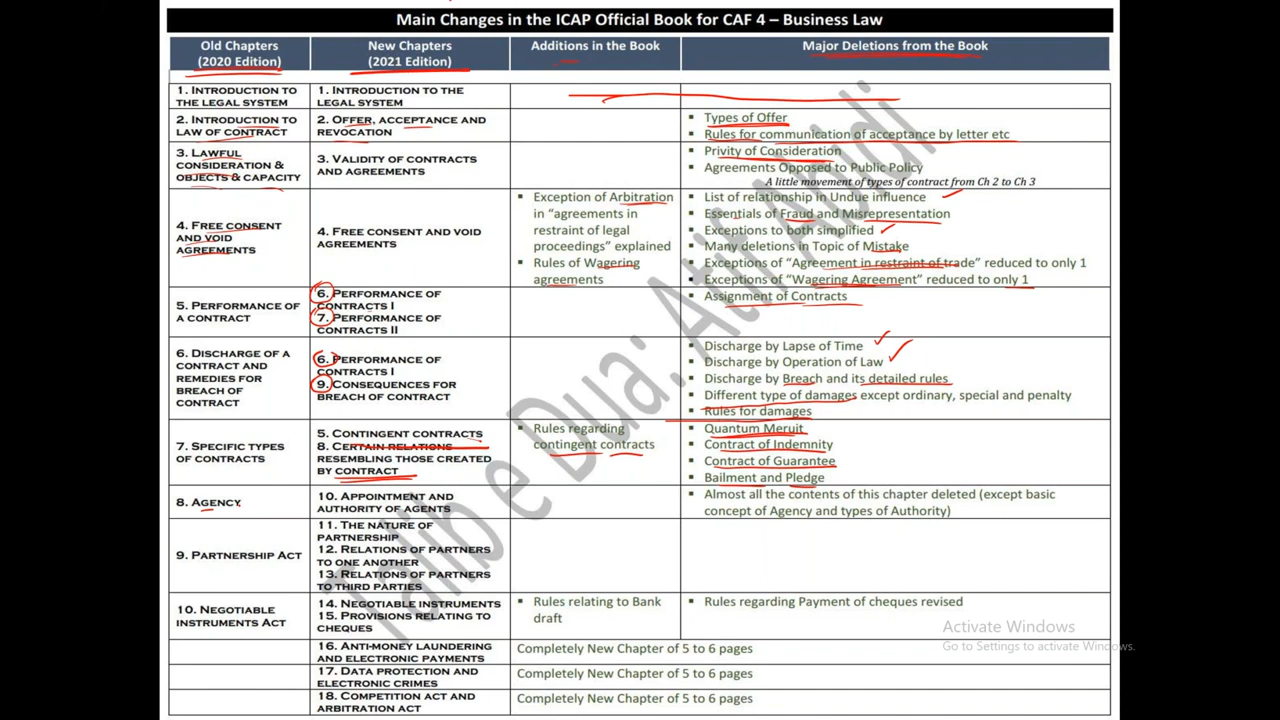 Main Changes in the ICAP Official Book for CAF 4 – Business Law
Old Chapters
(2020 Edition)
New Chapters
(2021 Edition)
Additions in the Book
Major Deletions from the Book
1. INTRODUCTION TO
THE LEGAL SYSTEM
1. INTRODUCTION TO THE
LEGAL SYSTEM
2. INTRODUCTION TO
LAW OF CONTRACT
2. OFFER, ACCEPTANCE AND
REVOCATION
▪ Types of Offer
▪ Rules for communication of acceptance by letter etc
3. LAWFUL
CONSIDERATION &
OBJECTS & CAPACITY
3. VALIDITY OF CONTRACTS
AND AGREEMENTS
▪ Privity of Consideration
▪ Agreements Opposed to Public Policy
A little movement of types of contract from Ch 2 to Ch 3
4. FREE CONSENT
AND VOID
AGREEMENTS
4. FREE CONSENT AND VOID
AGREEMENTS
▪ Exception of Arbitration
in “agreements in
restraint of legal
proceedings” explained
▪ Rules of Wagering
agreements
▪ List of relationship in Undue influence
▪ Essentials of Fraud and Misrepresentation
▪ Exceptions to both simplified
▪ Many deletions in Topic of Mistake
▪ Exceptions of “Agreement in restraint of trade” reduced to only 1
▪ Exceptions of “Wagering Agreement” reduced to only 1
5. PERFORMANCE OF
A CONTRACT
6. PERFORMANCE OF
CONTRACTS I
7. PERFORMANCE OF
CONTRACTS II
▪ Assignment of Contracts
6. DISCHARGE OF A
CONTRACT AND
REMEDIES FOR
BREACH OF
CONTRACT
6. PERFORMANCE OF
CONTRACTS I
9. CONSEQUENCES FOR
BREACH OF CONTRACT
▪ Discharge by Lapse of Time
▪ Discharge by Operation of Law
▪ Discharge by Breach and its detailed rules
▪ Different type of damages except ordinary, special and penalty
▪ Rules for damages
7. SPECIFIC TYPES
OF CONTRACTS
5. CONTINGENT CONTRACTS
8. CERTAIN RELATIONS
RESEMBLING THOSE CREATED
BY CONTRACT
▪ Rules regarding
contingent contracts
▪ Quantum Meruit
▪ Contract of Indemnity
▪ Contract of Guarantee
▪ Bailment and Pledge
8. AGENCY
10. APPOINTMENT AND
AUTHORITY OF AGENTS
▪ Almost all the contents of this chapter deleted (except basic
concept of Agency and types of Authority)
9. PARTNERSHIP ACT
11. THE NATURE OF
PARTNERSHIP
12. RELATIONS OF PARTNERS
TO ONE ANOTHER
13. RELATIONS OF PARTNERS
TO THIRD PARTIES
10. NEGOTIABLE
INSTRUMENTS ACT
14. NEGOTIABLE INSTRUMENTS
15. PROVISIONS RELATING TO
CHEQUES
▪ Rules relating to Bank
draft
▪ Rules regarding Payment of cheques revised
16. ANTI-MONEY LAUNDERING
AND ELECTRONIC PAYMENTS
Completely New Chapter of 5 to 6 pages
17. DATA PROTECTION AND
ELECTRONIC CRIMES
Completely New Chapter of 5 to 6 pages
18. COMPETITION ACT AND
ARBITRATION ACT
Completely New Chapter of 5 to 6 pages
Talib e Dua: Atif Abidi
Activate Windows
Go to Settings to activate Windows.